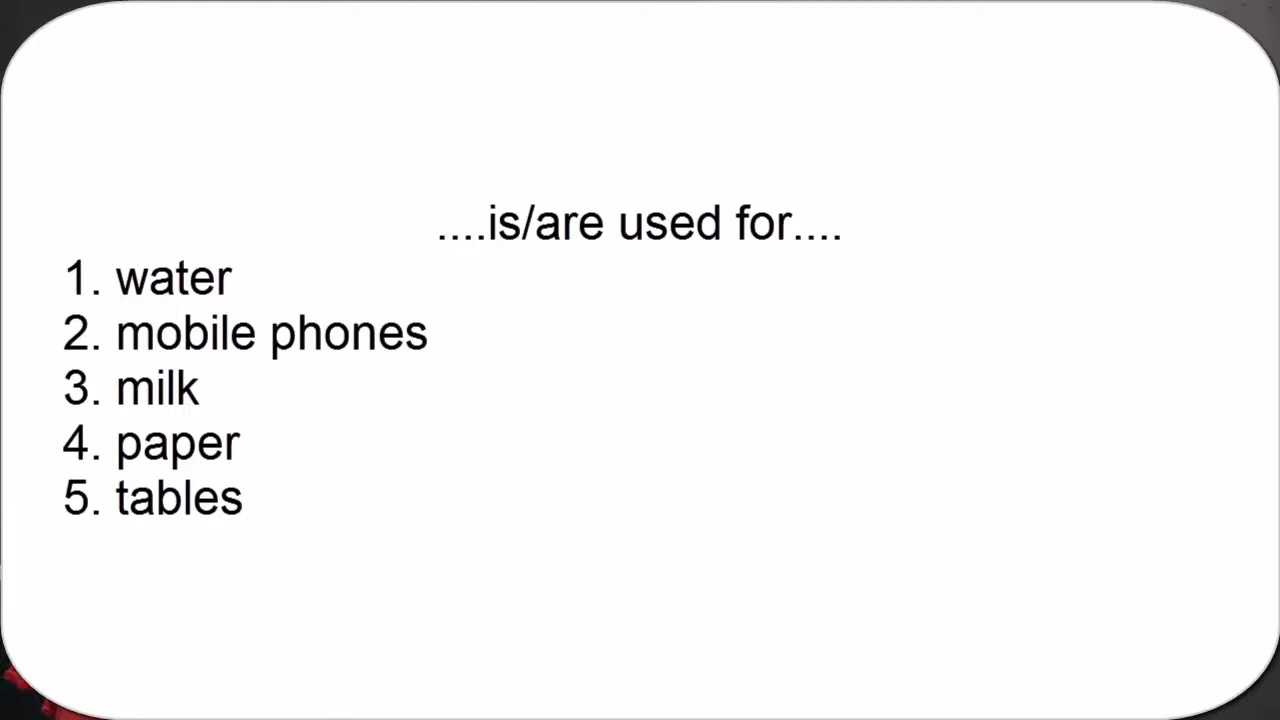 ....is/are used for....
1. water
2. mobile phones
3. milk
4. paper
5. tables